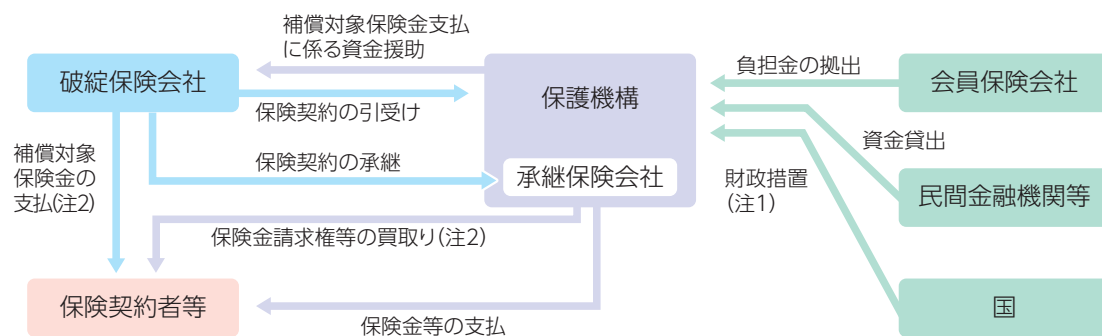 補償対象保険金支払
に係る資金援助
破綻保険会社
保険契約の引受け
保護機構
負担金の拠出
会員保険会社
資金貸出
補償対象
保険金の
支払(注2)
保険契約の承継
承継保険会社
財政措置
(注1)
民間金融機関等
保険金請求権等の買取り(注2)
保険契約者等
保険金等の支払
国